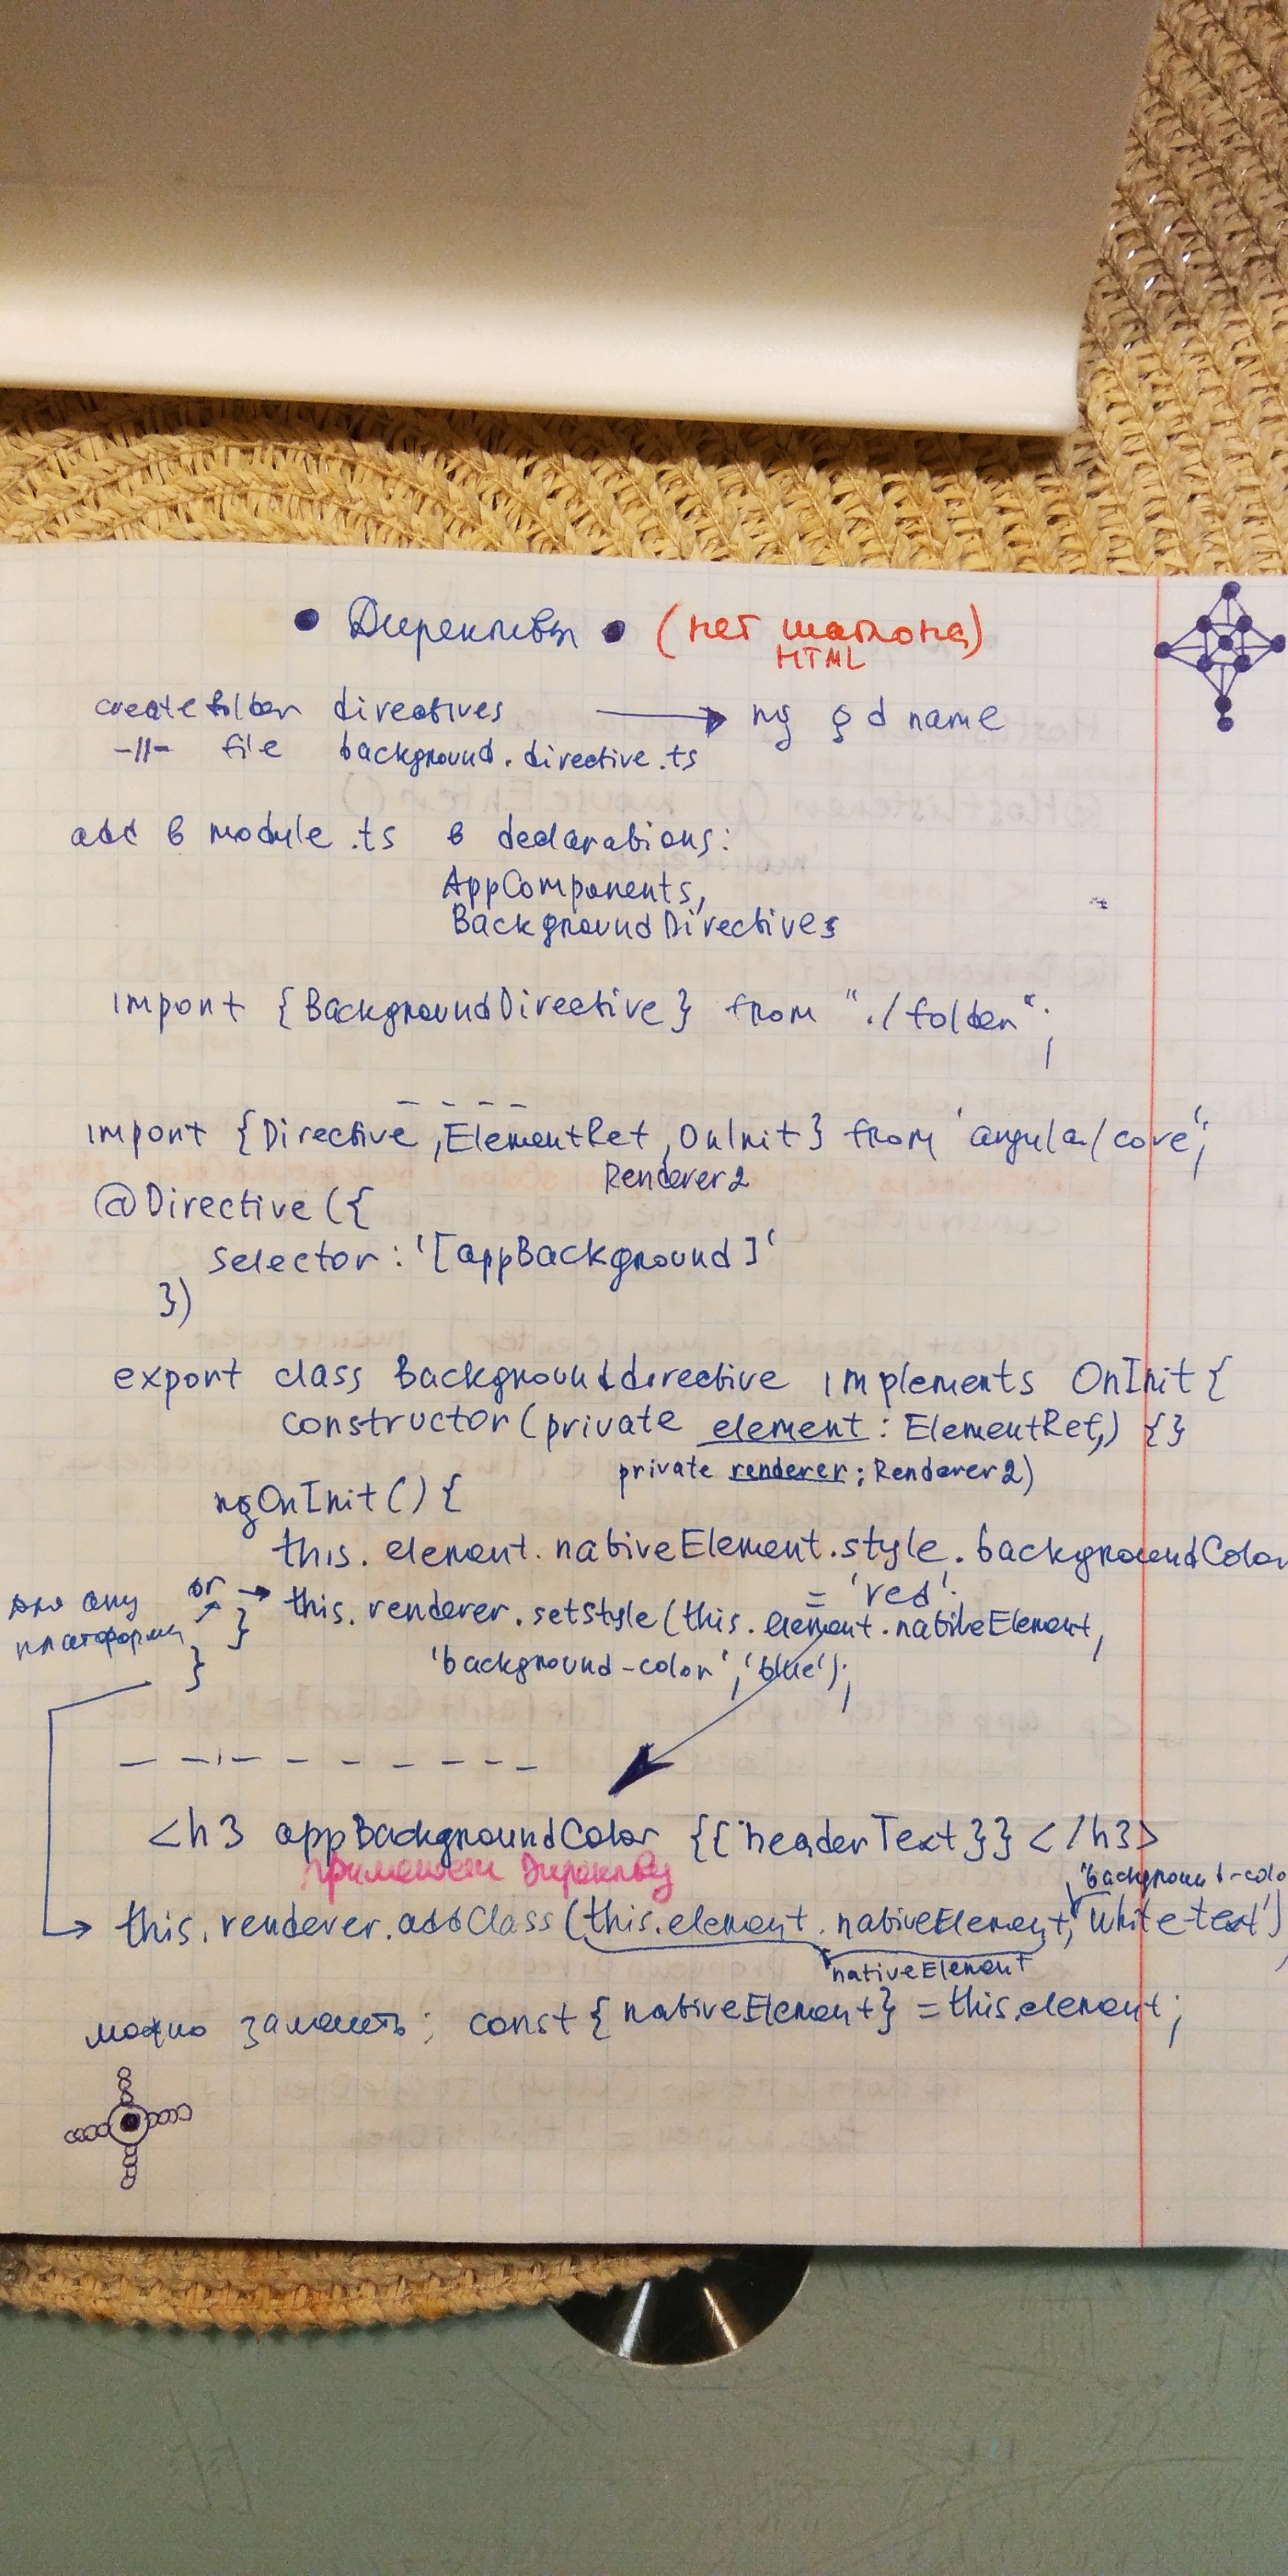 • Директивы • (нет шаблона)
HTML
create folder directives → ng g d name
-//- file background.directive.ts
add в module.ts в declarations:
AppComponents,
BackgroundDirectives
import {BackgroundDirective} from "./folder";
import {Directive, ElementRef, OnInit} from 'angular/core';
Renderer2
@Directive({
selector: '[appBackground]'
})
export class Backgrounddirective implements OnInit{
constructor(private element: ElementRef,) {}
private renderer: Renderer2)
ngOnInit() {
this.element.nativeElement.style.backgroundColor
= 'red';
для any платформы or → this.renderer.setStyle(this.element.nativeElement,
}
'background-color', 'blue');
}
<h3 appBackgroundColor {{headerText}}</h3>
применяем Директиву
'background-colo
→ this.renderer.addClass(this.element.nativeElement, 'white-text')
nativeElement
можно заменить: const {nativeElement} = this.element;